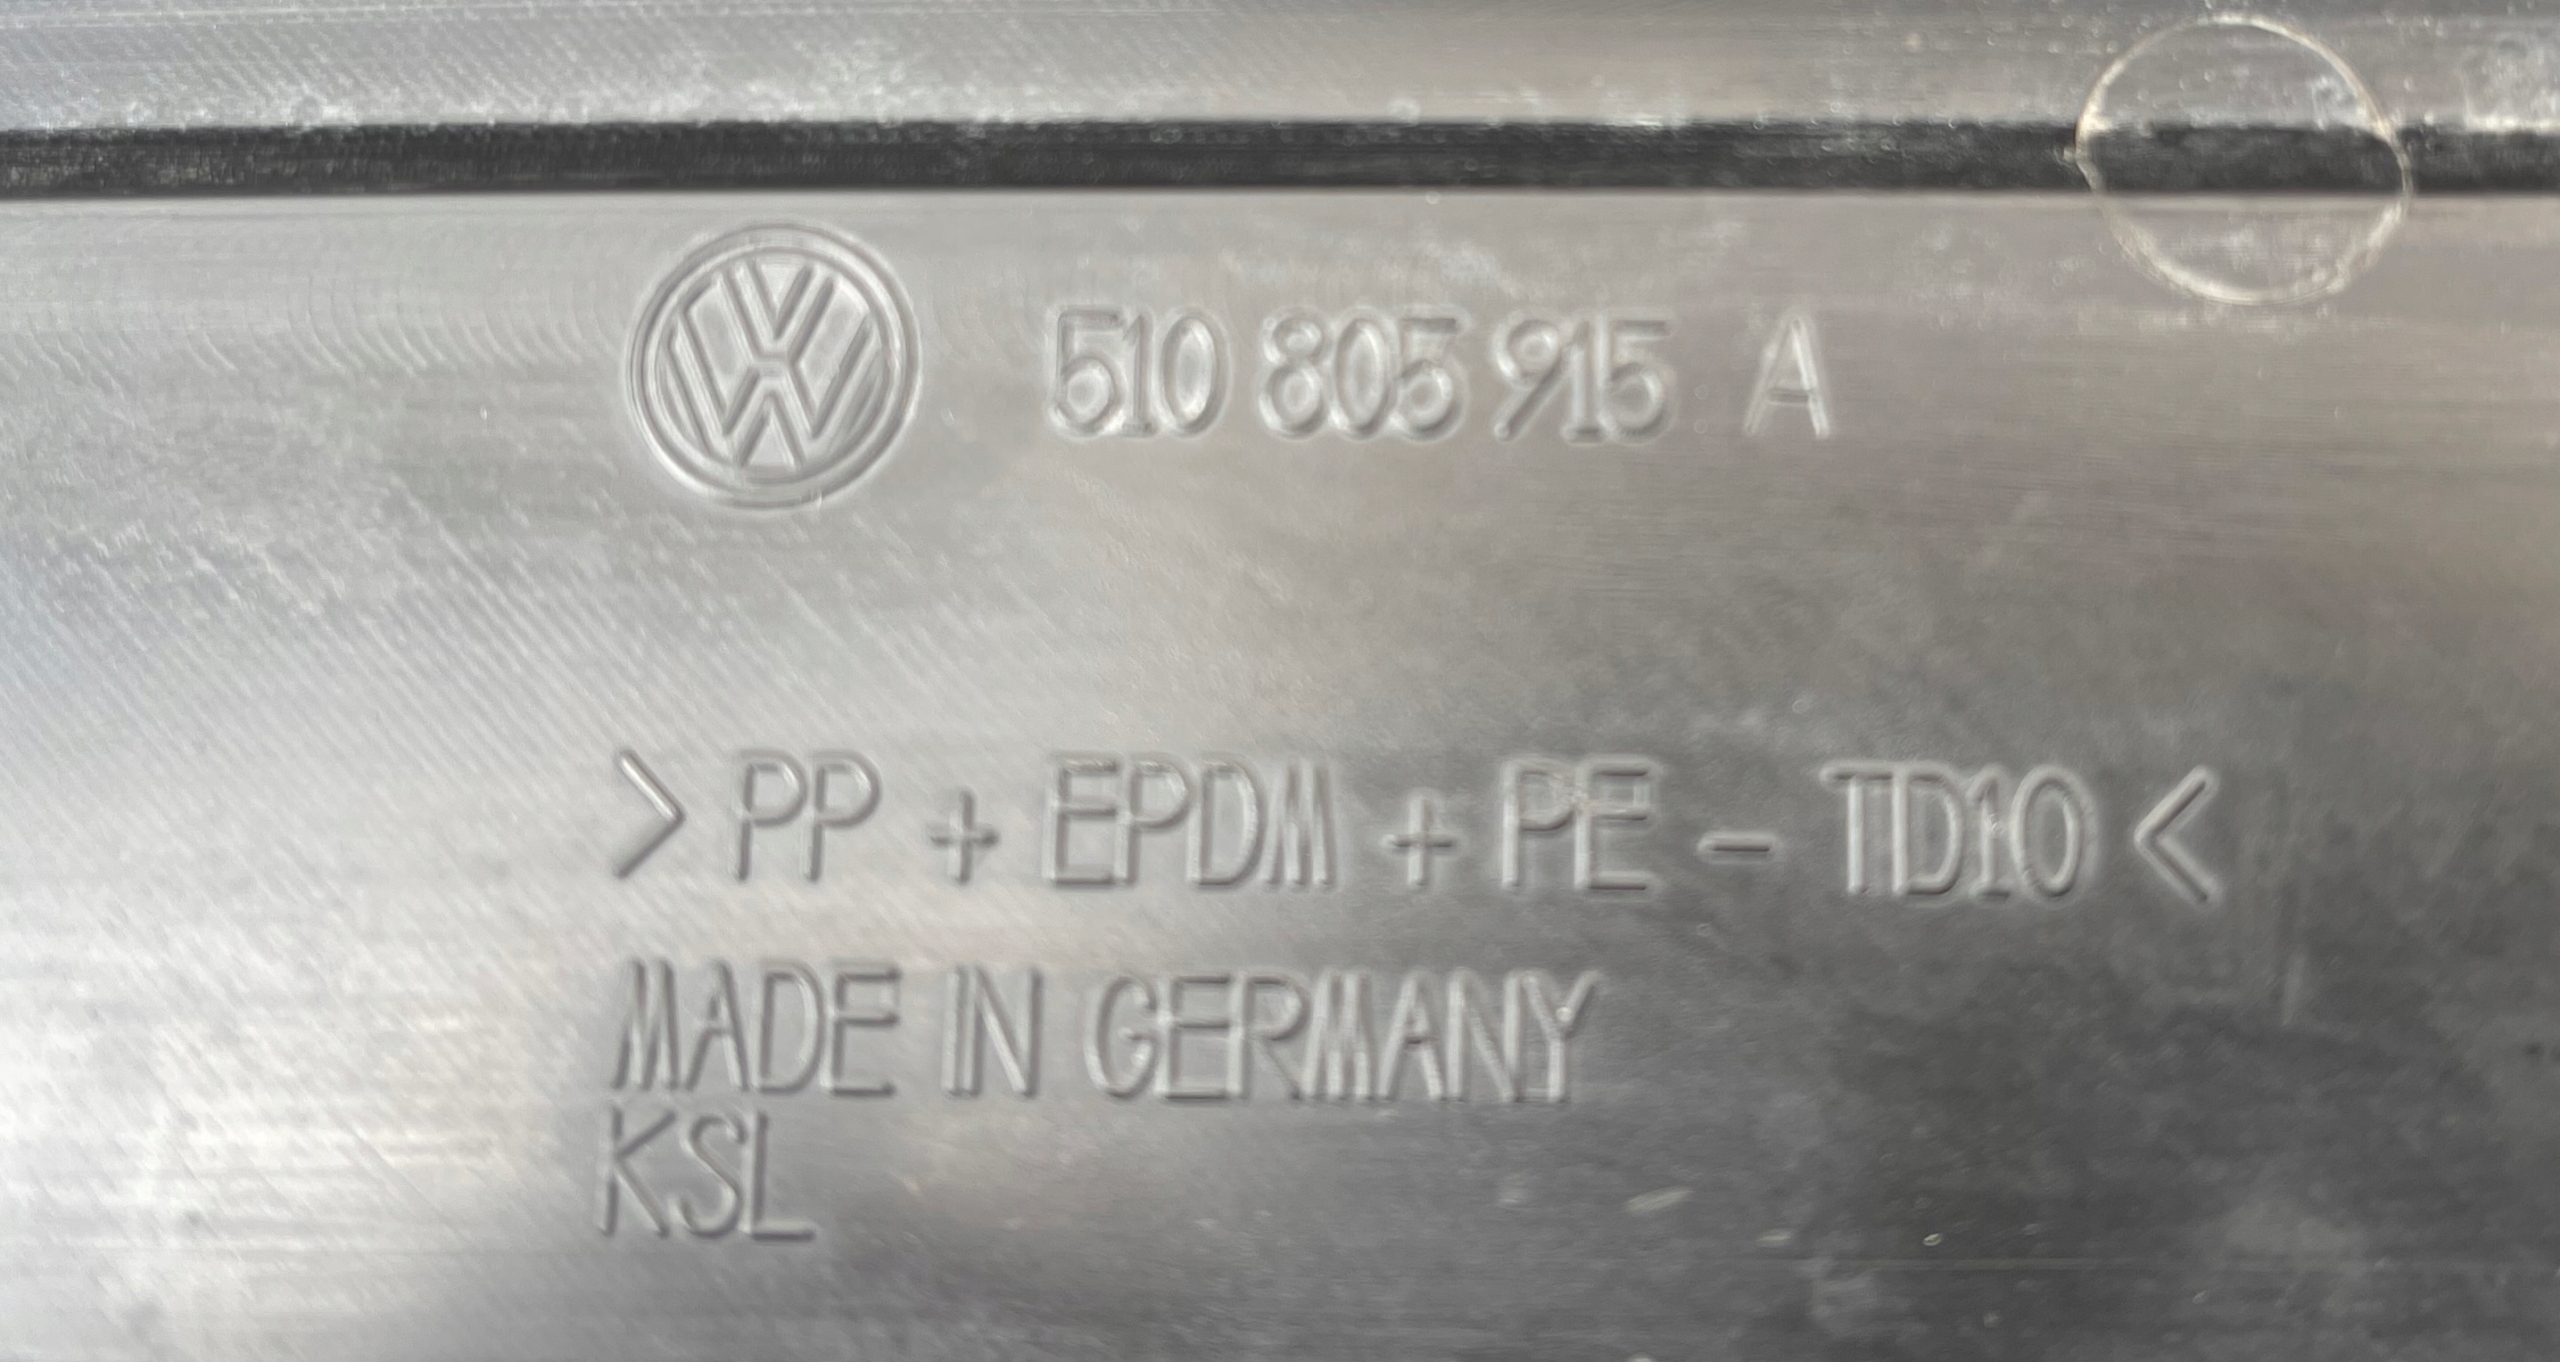 510 805 915 A
> PP + EPDM + PE - TD10 <
MADE IN GERMANY
KSL